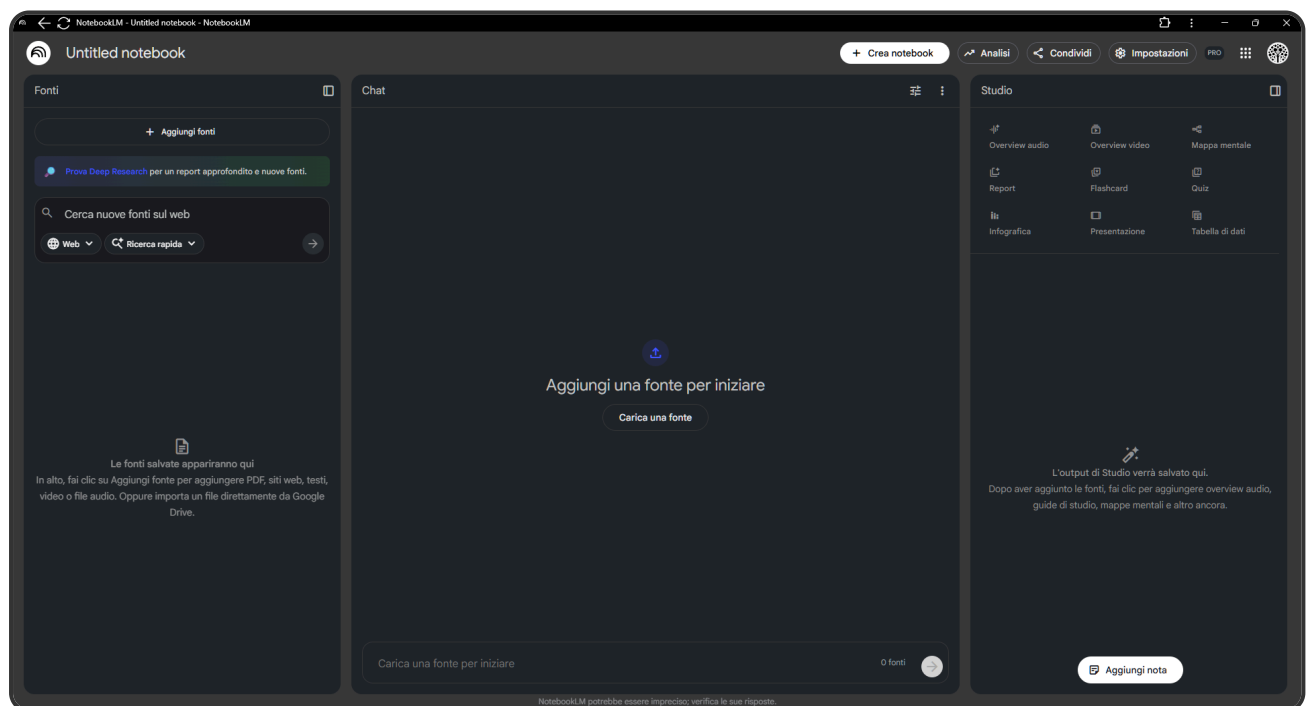 NotebookLM - Untitled notebook - NotebookLM
Untitled notebook
+ Crea notebook
Analisi
Condividi
Impostazioni
PRO
Fonti
+ Aggiungi fonti
Prova Deep Research per un report approfondito e nuove fonti.
Cerca nuove fonti sul web
Web
Ricerca rapida
Le fonti salvate appariranno qui
In alto, fai clic su Aggiungi fonte per aggiungere PDF, siti web, testi,
video o file audio. Oppure importa un file direttamente da Google
Drive.
Chat
Aggiungi una fonte per iniziare
Carica una fonte
Carica una fonte per iniziare
0 fonti
NotebookLM potrebbe essere impreciso; verifica le sue risposte.
Studio
Overview audio
Overview video
Mappa mentale
Report
Flashcard
Quiz
Infografica
Presentazione
Tabella di dati
L'output di Studio verrà salvato qui.
Dopo aver aggiunto le fonti, fai clic per aggiungere overview audio,
guide di studio, mappe mentali e altro ancora.
Aggiungi nota